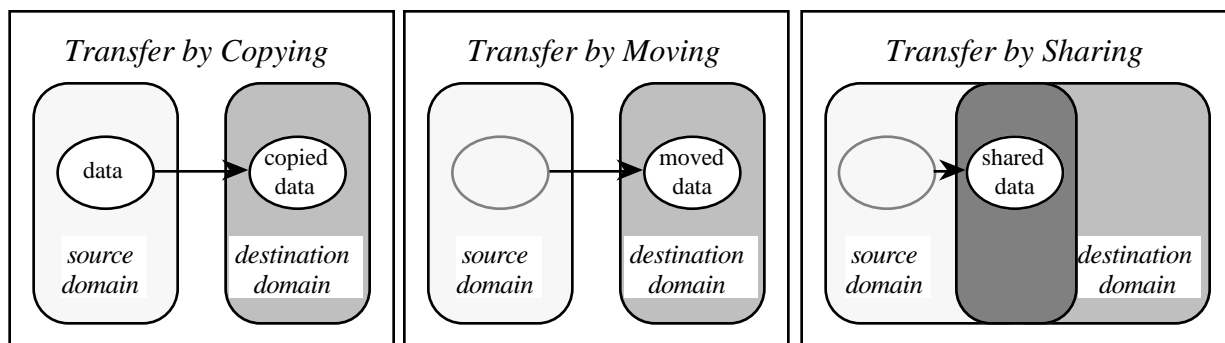 Transfer by Copying
data
copied
data
source
domain
destination
domain
Transfer by Moving
moved
data
source
domain
destination
domain
Transfer by Sharing
shared
data
source
domain
destination
domain